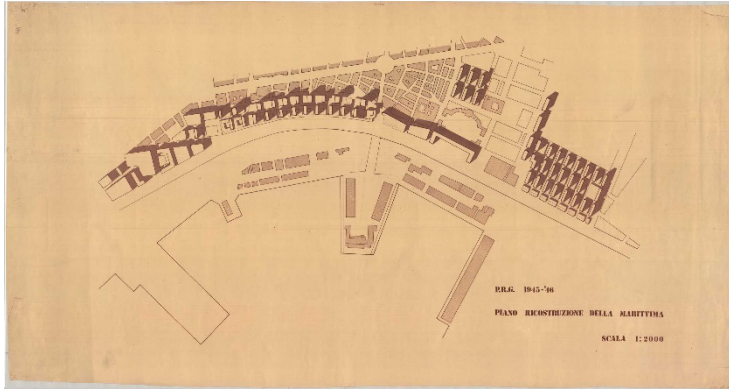 P.R.G. 1945-'46
PIANO RICOSTRUZIONE DELLA MARITTIMA
SCALA 1:2000